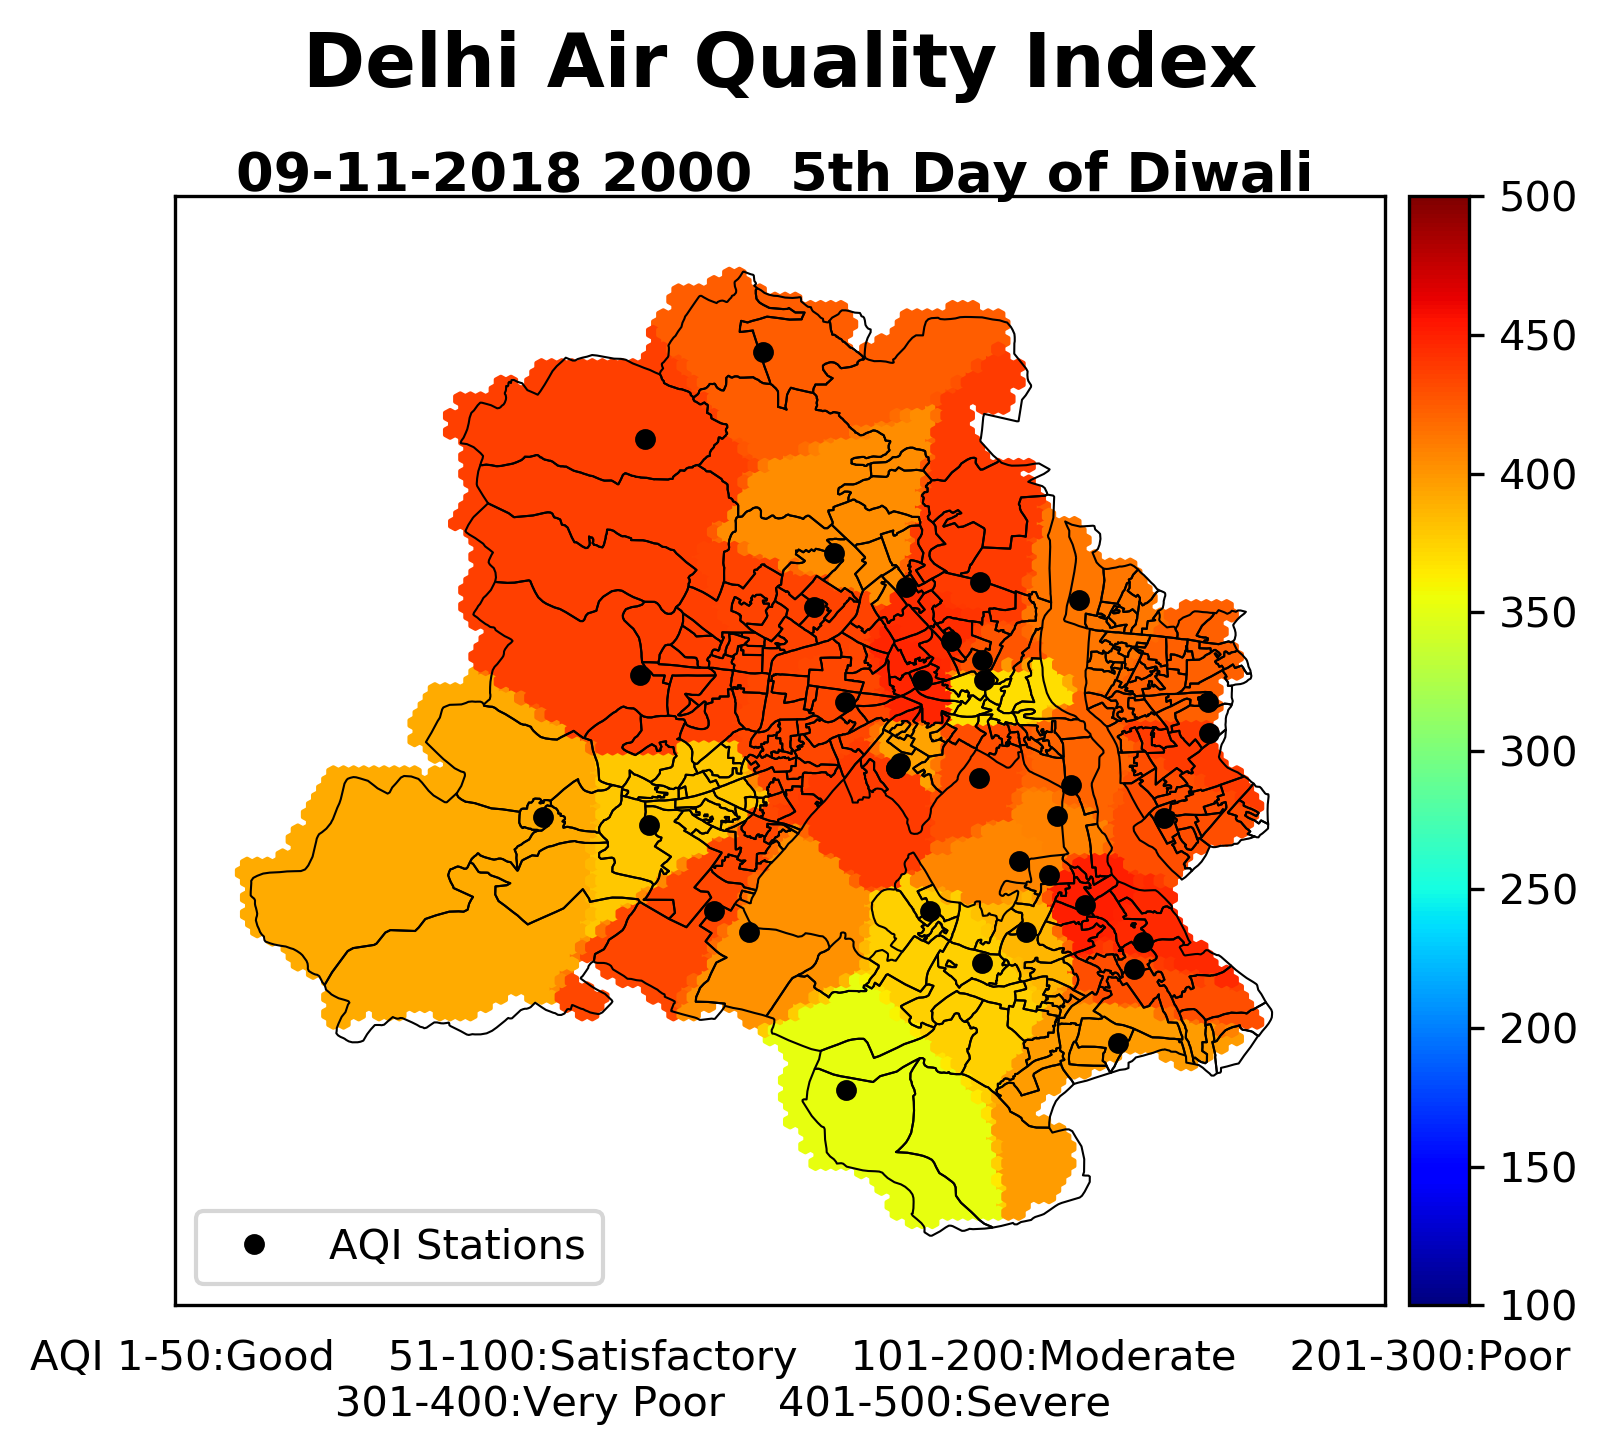 Delhi Air Quality Index
09-11-2018 2000  5th Day of Diwali
500
450
400
350
300
250
200
150
100
AQI Stations
AQI 1-50:Good    51-100:Satisfactory    101-200:Moderate    201-300:Poor
301-400:Very Poor    401-500:Severe